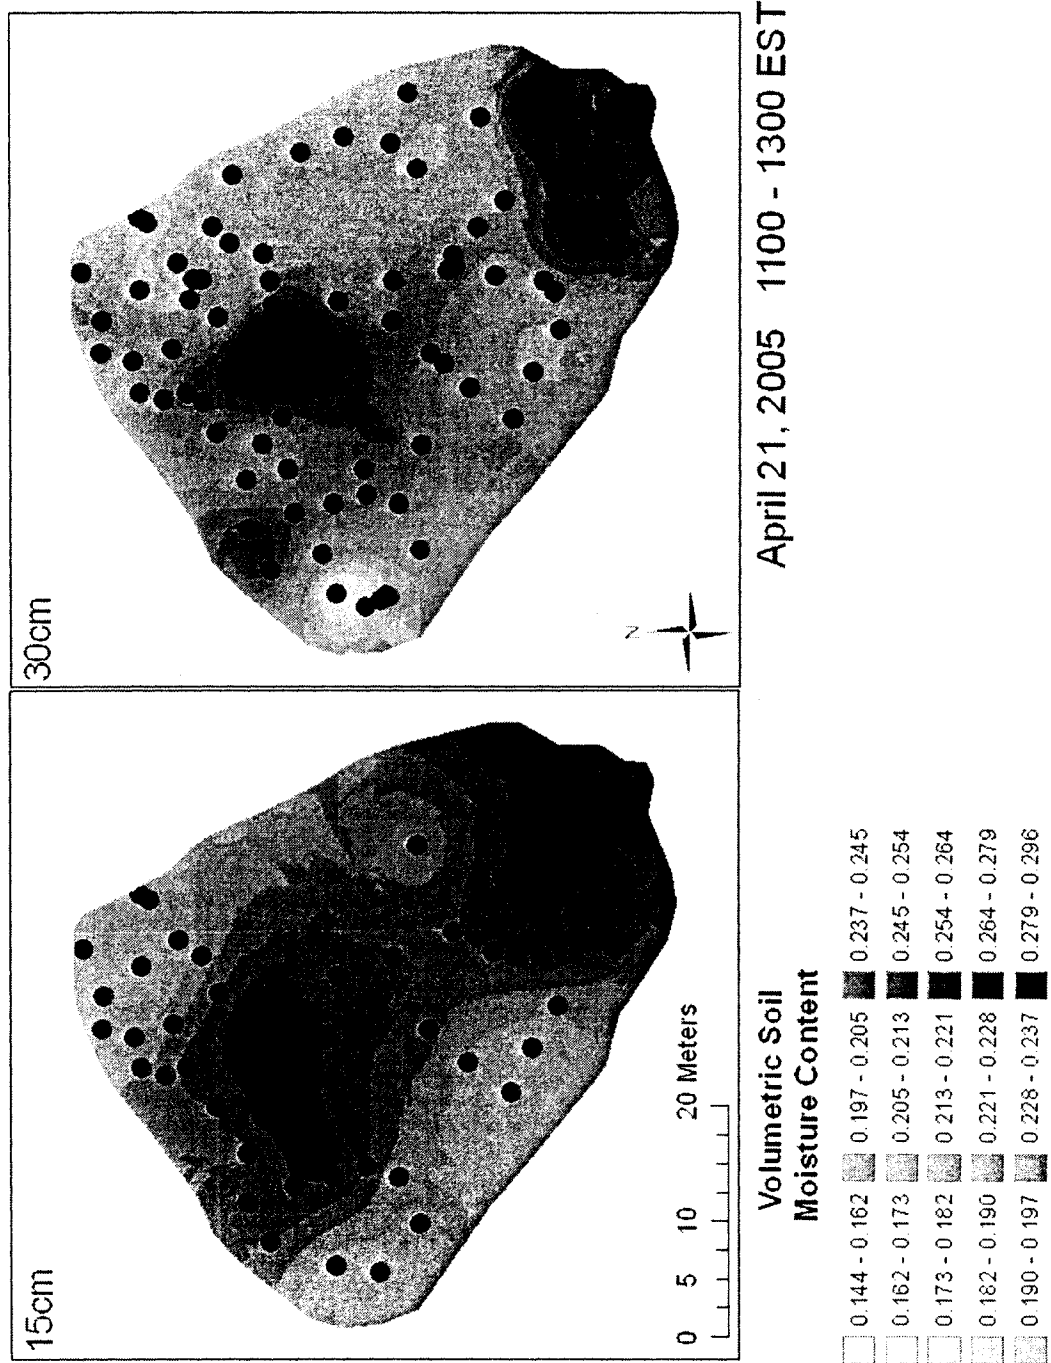 15cm
30cm
N
0 5 10 20 Meters
April 21, 2005 1100 - 1300 EST
Volumetric Soil
Moisture Content
0.144 - 0.162 0.197 - 0.205 0.237 - 0.245
0.162 - 0.173 0.205 - 0.213 0.245 - 0.254
0.173 - 0.182 0.213 - 0.221 0.254 - 0.264
0.182 - 0.190 0.221 - 0.228 0.264 - 0.279
0.190 - 0.197 0.228 - 0.237 0.279 - 0.296